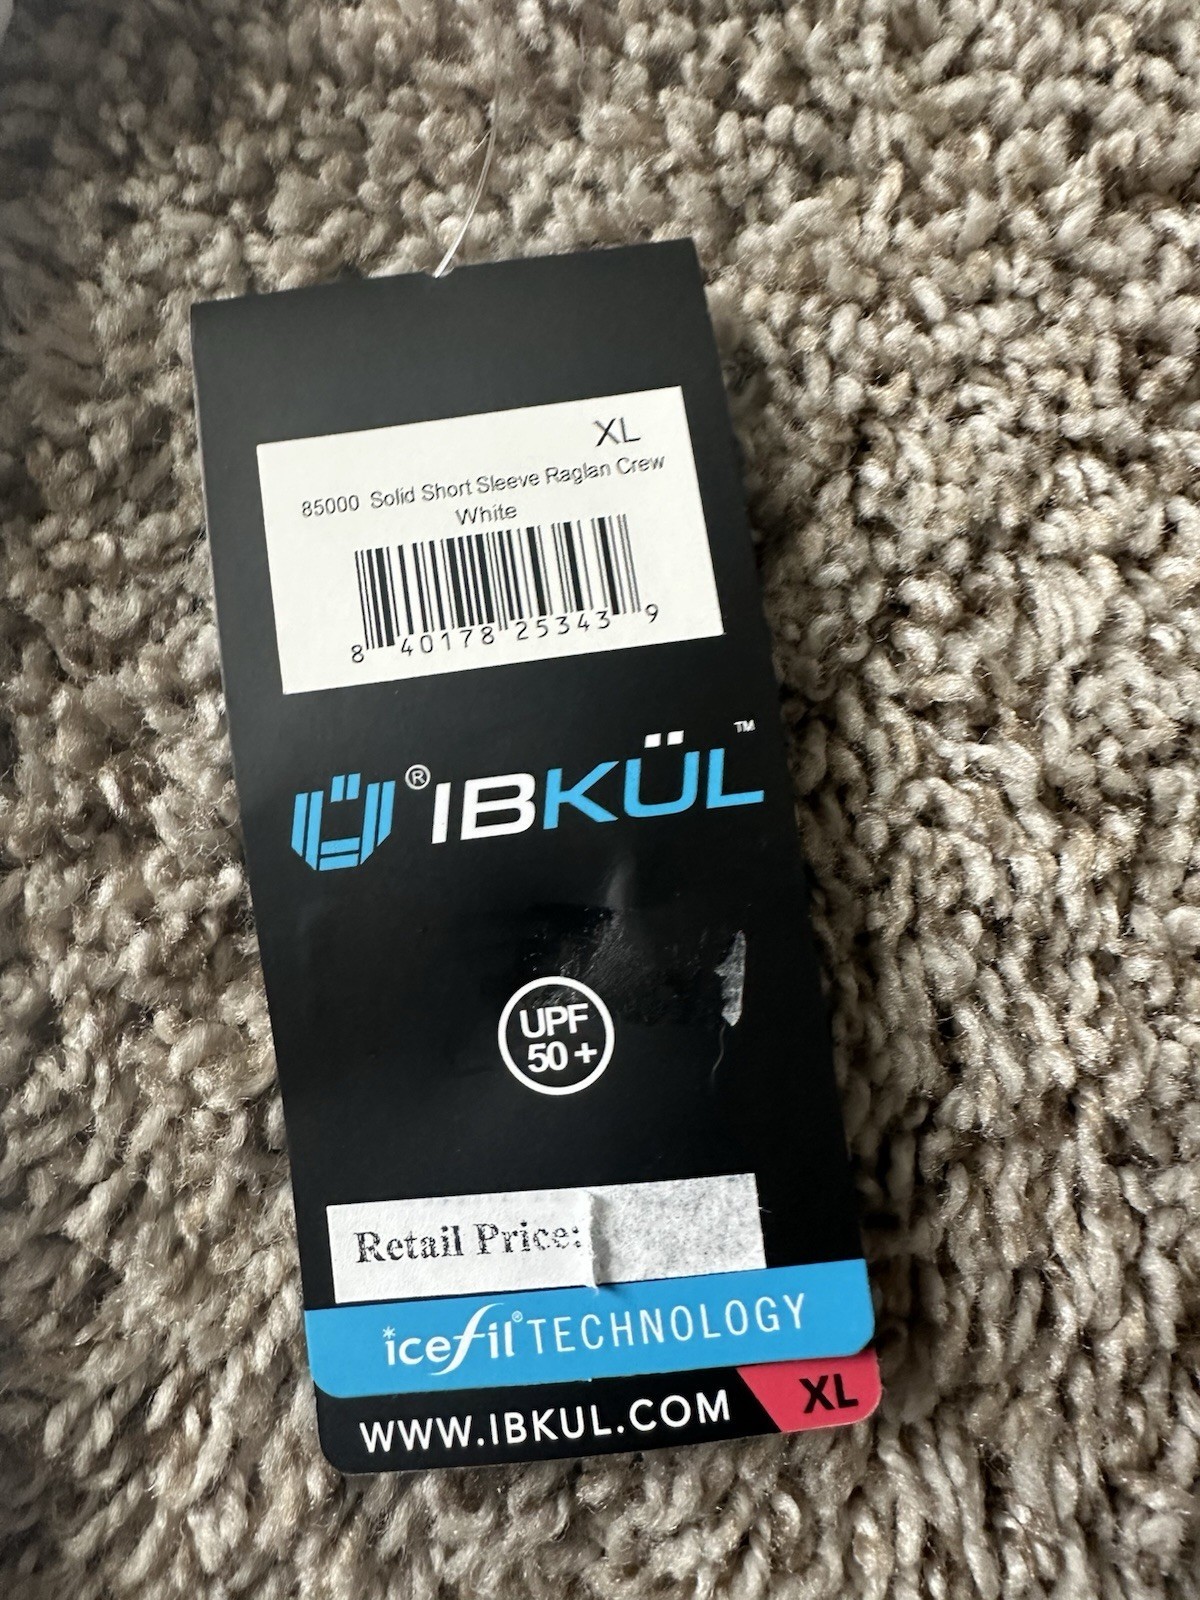 XL
85000 Solid Short Sleeve Raglan Crew
White
8 40178 25343 9
® IBKÜL ™
UPF
50 +
Retail Price:
icefil® TECHNOLOGY
WWW.IBKUL.COM XL